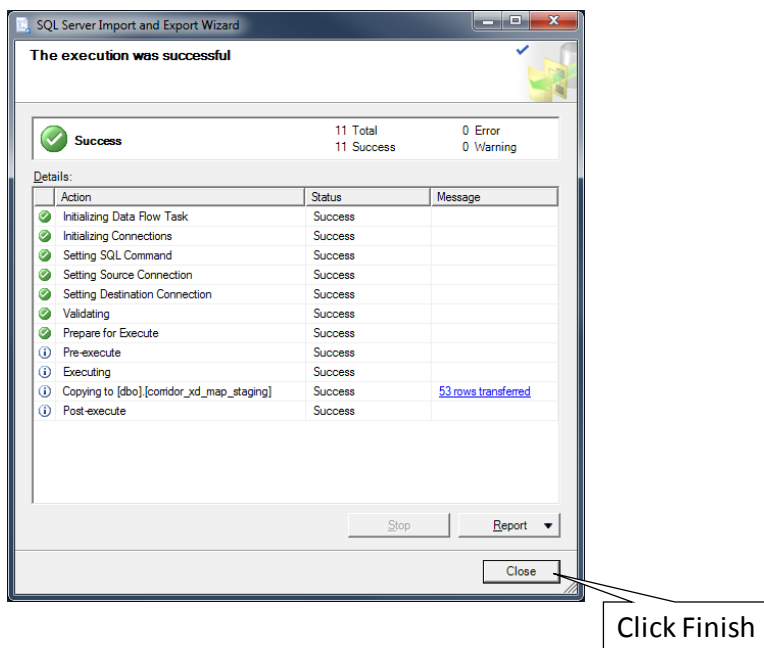 SQL Server Import and Export Wizard
The execution was successful
Success
11 Total 0 Error
11 Success 0 Warning
Details:
Action Status Message
Initializing Data Flow Task Success
Initializing Connections Success
Setting SQL Command Success
Setting Source Connection Success
Setting Destination Connection Success
Validating Success
Prepare for Execute Success
Pre-execute Success
Executing Success
Copying to [dbo].[corridor_xd_map_staging] Success 53 rows transferred
Post-execute Success
Stop Report
Close
Click Finish